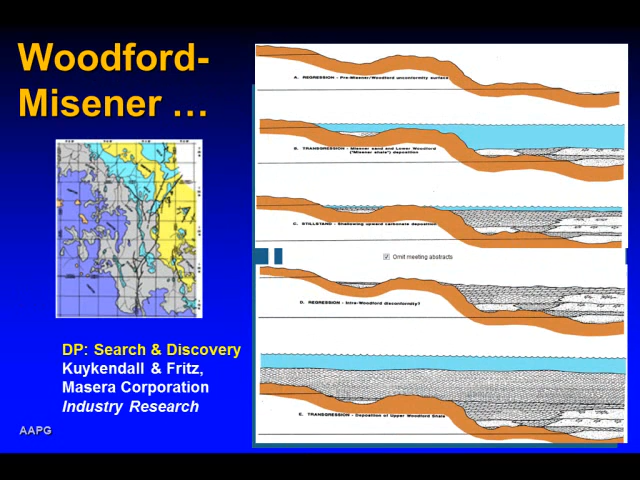 Woodford-
Misener …
DP: Search & Discovery
Kuykendall & Fritz,
Masera Corporation
Industry Research
AAPG
A. REGRESSION - Pre-Misener/Woodford unconformity surface
B. TRANSGRESSION - Misener sand and Lower Woodford
("Misener shale") deposition
C. STILLSTAND - Shallowing upward carbonate deposition
Omit meeting abstracts
D. REGRESSION - Intra-Woodford disconformity?
E. TRANSGRESSION - Deposition of Upper Woodford Shale